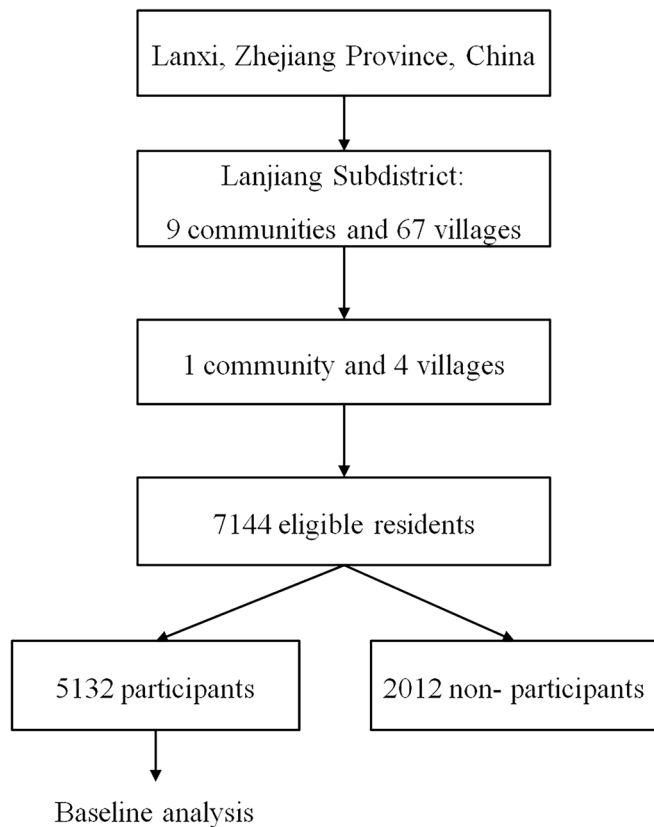 Lanxi, Zhejiang Province, China
Lanjiang Subdistrict:
9 communities and 67 villages
1 community and 4 villages
7144 eligible residents
5132 participants
2012 non- participants
Baseline analysis